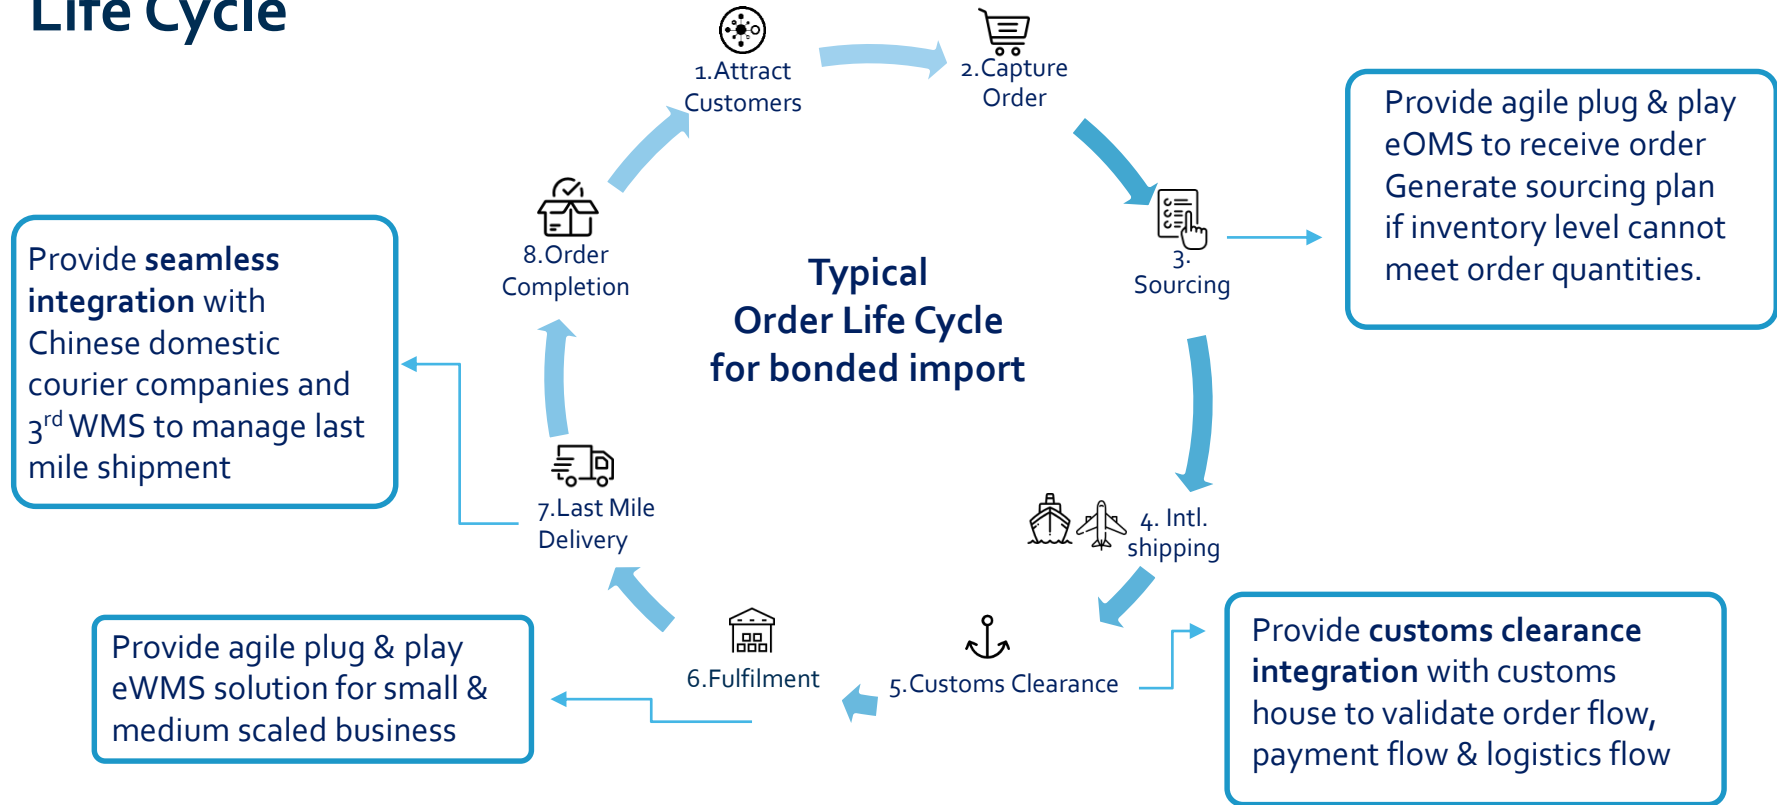 Life Cycle
1.Attract
Customers
2.Capture
Order
3.
Sourcing
4. Intl.
shipping
5.Customs Clearance
6.Fulfilment
7.Last Mile
Delivery
8.Order
Completion
Typical
Order Life Cycle
for bonded import
Provide agile plug & play
eOMS to receive order
Generate sourcing plan
if inventory level cannot
meet order quantities.
Provide customs clearance
integration with customs
house to validate order flow,
payment flow & logistics flow
Provide agile plug & play
eWMS solution for small &
medium scaled business
Provide seamless
integration with
Chinese domestic
courier companies and
3rd WMS to manage last
mile shipment